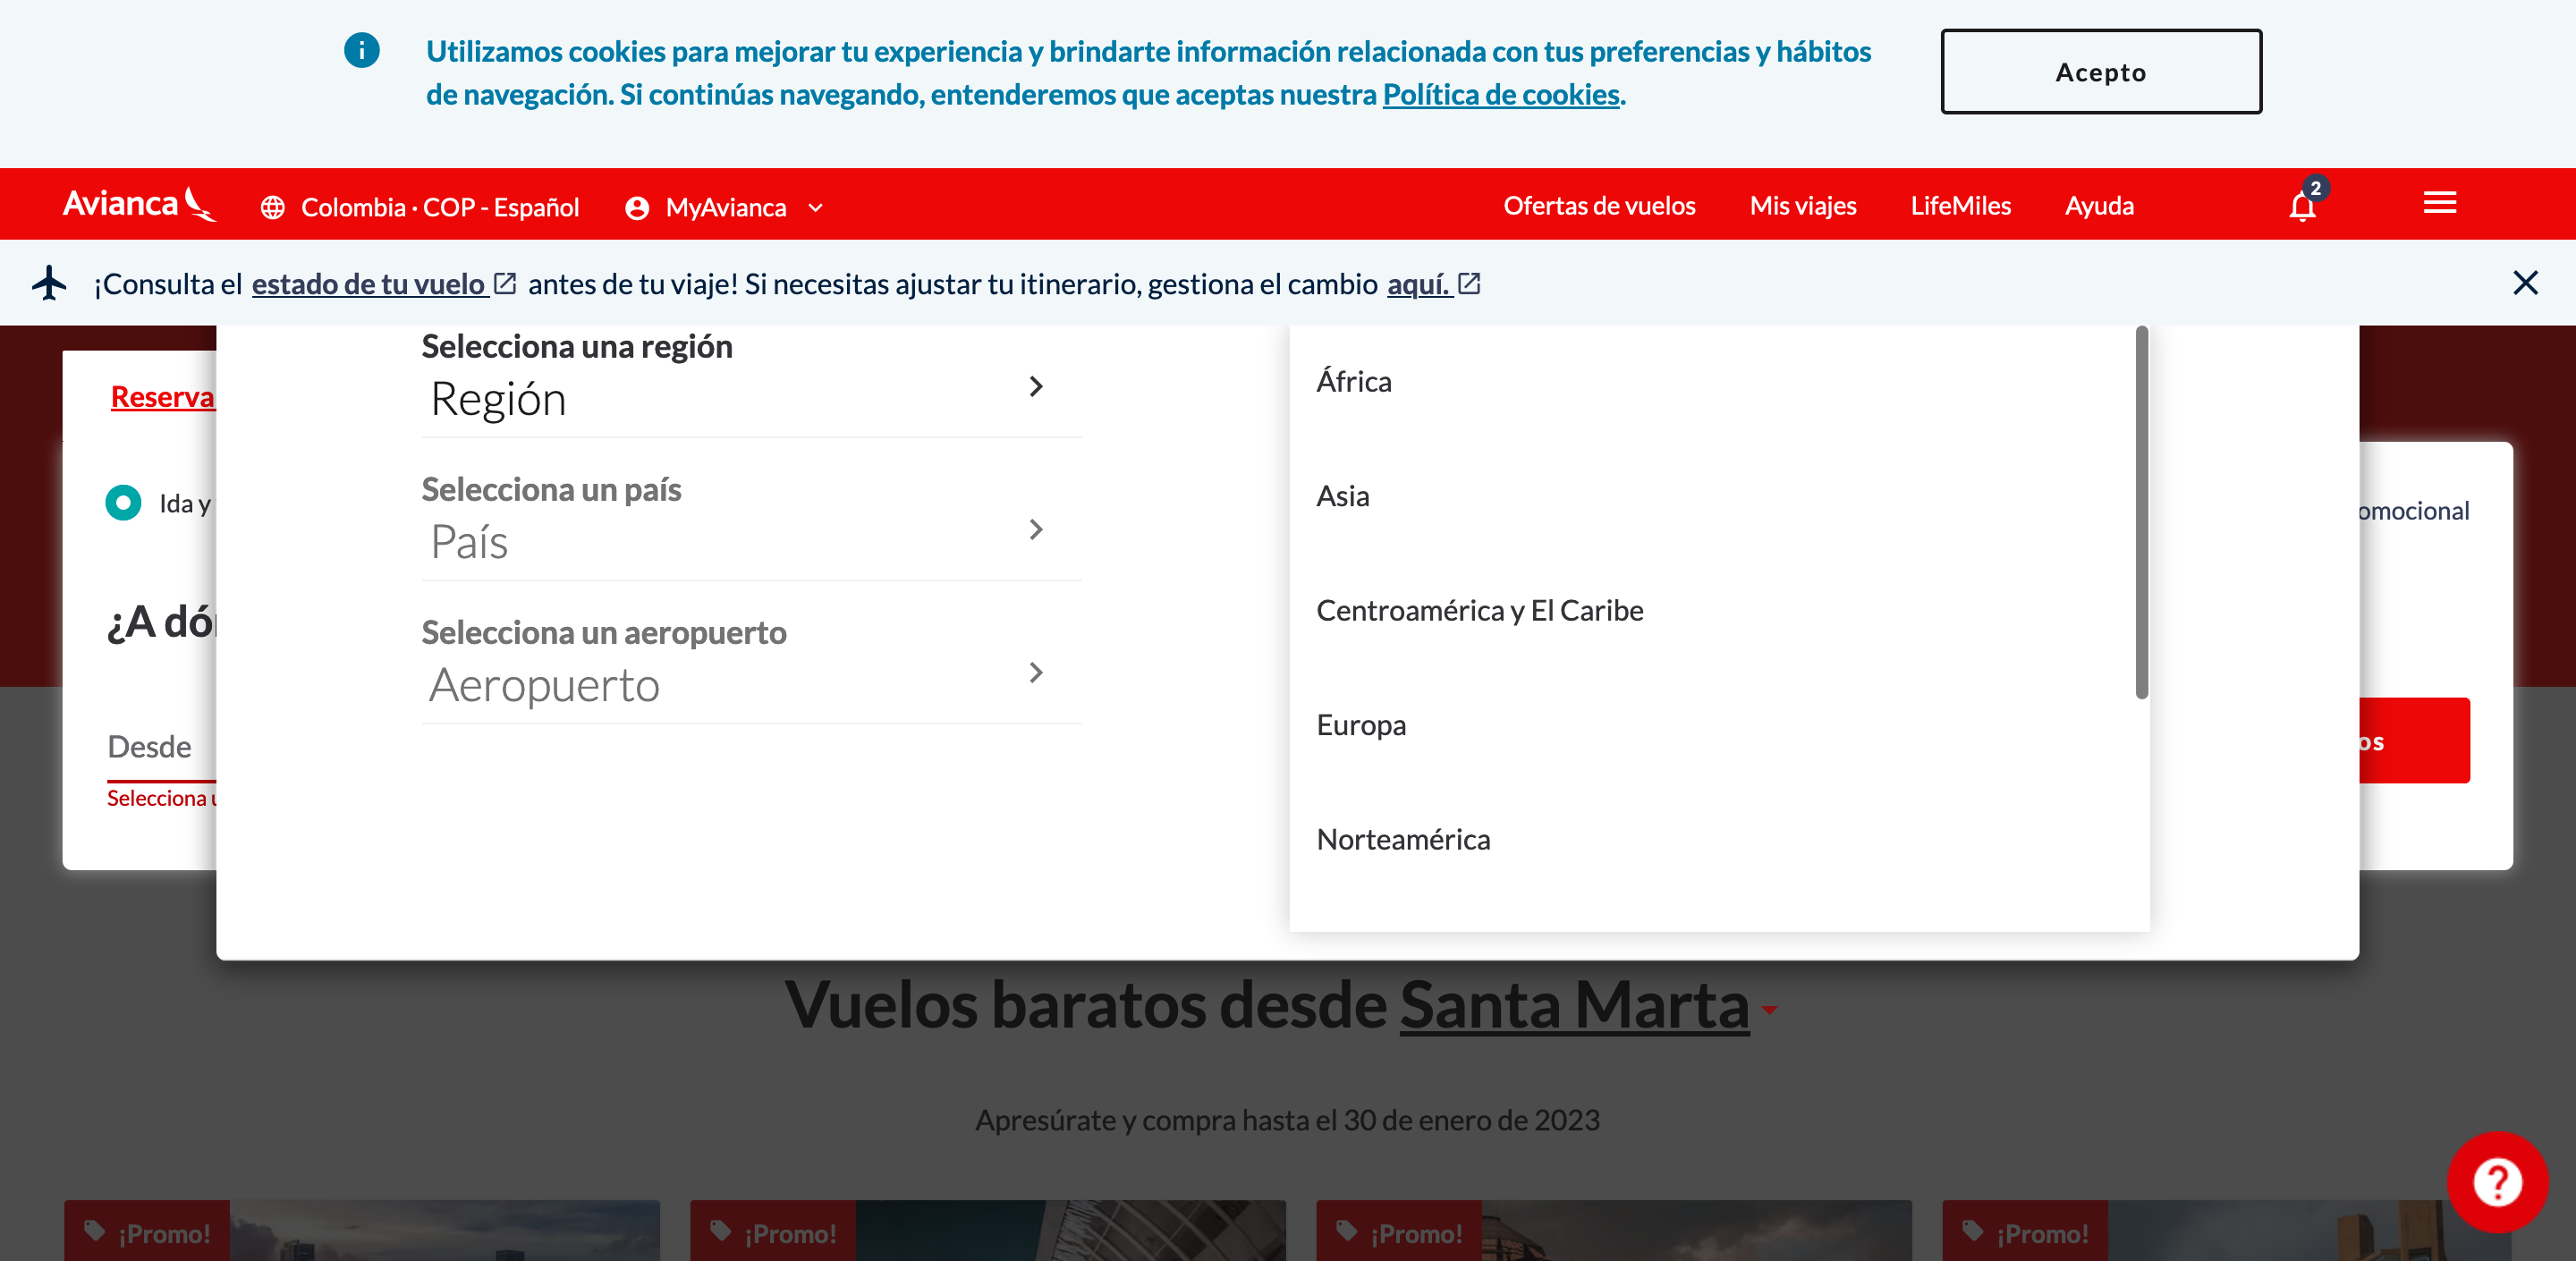 Utilizamos cookies para mejorar tu experiencia y brindarte información relacionada con tus preferencias y hábitos
de navegación. Si continúas navegando, entenderemos que aceptas nuestra Política de cookies.
Acepto
Avianca
Colombia · COP - Español
MyAvianca
Ofertas de vuelos
Mis viajes
LifeMiles
Ayuda
2
¡Consulta el estado de tu vuelo antes de tu viaje! Si necesitas ajustar tu itinerario, gestiona el cambio aquí.
Selecciona una región
Región
Selecciona un país
País
Selecciona un aeropuerto
Aeropuerto
África
Asia
Centroamérica y El Caribe
Europa
Norteamérica
Reserva
Ida y
omocional
¿A dó
Desde
Selecciona
os
Vuelos baratos desde Santa Marta
Apresúrate y compra hasta el 30 de enero de 2023
¡Promo!
¡Promo!
¡Promo!
¡Promo!